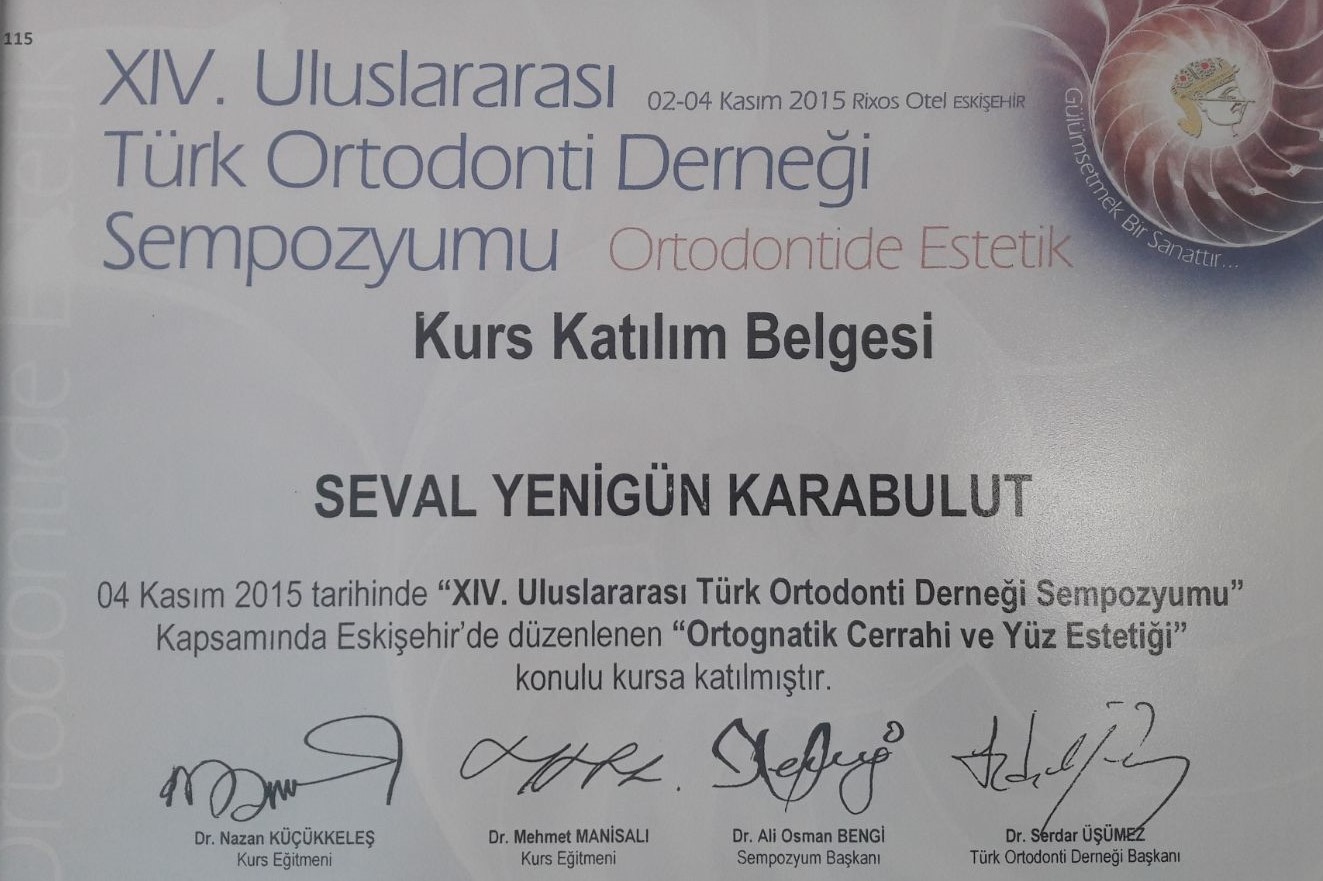 115
XIV. Uluslararası
02-04 Kasım 2015 Rixos Otel ESKİŞEHİR
Türk Ortodonti Derneği
Sempozyumu Ortodontide Estetik
Gülümsetmek Bir Sanattır...
Kurs Katılım Belgesi
SEVAL YENİGÜN KARABULUT
04 Kasım 2015 tarihinde “XIV. Uluslararası Türk Ortodonti Derneği Sempozyumu”
Kapsamında Eskişehir’de düzenlenen “Ortognatik Cerrahi ve Yüz Estetiği”
konulu kursa katılmıştır.
Dr. Nazan KÜÇÜKKELEŞ Dr. Mehmet MANİSALI Dr. Ali Osman BENGİ Dr. Serdar ÜŞÜMEZ
Kurs Eğitmeni Kurs Eğitmeni Sempozyum Başkanı Türk Ortodonti Derneği Başkanı
Ortodontide Estetik